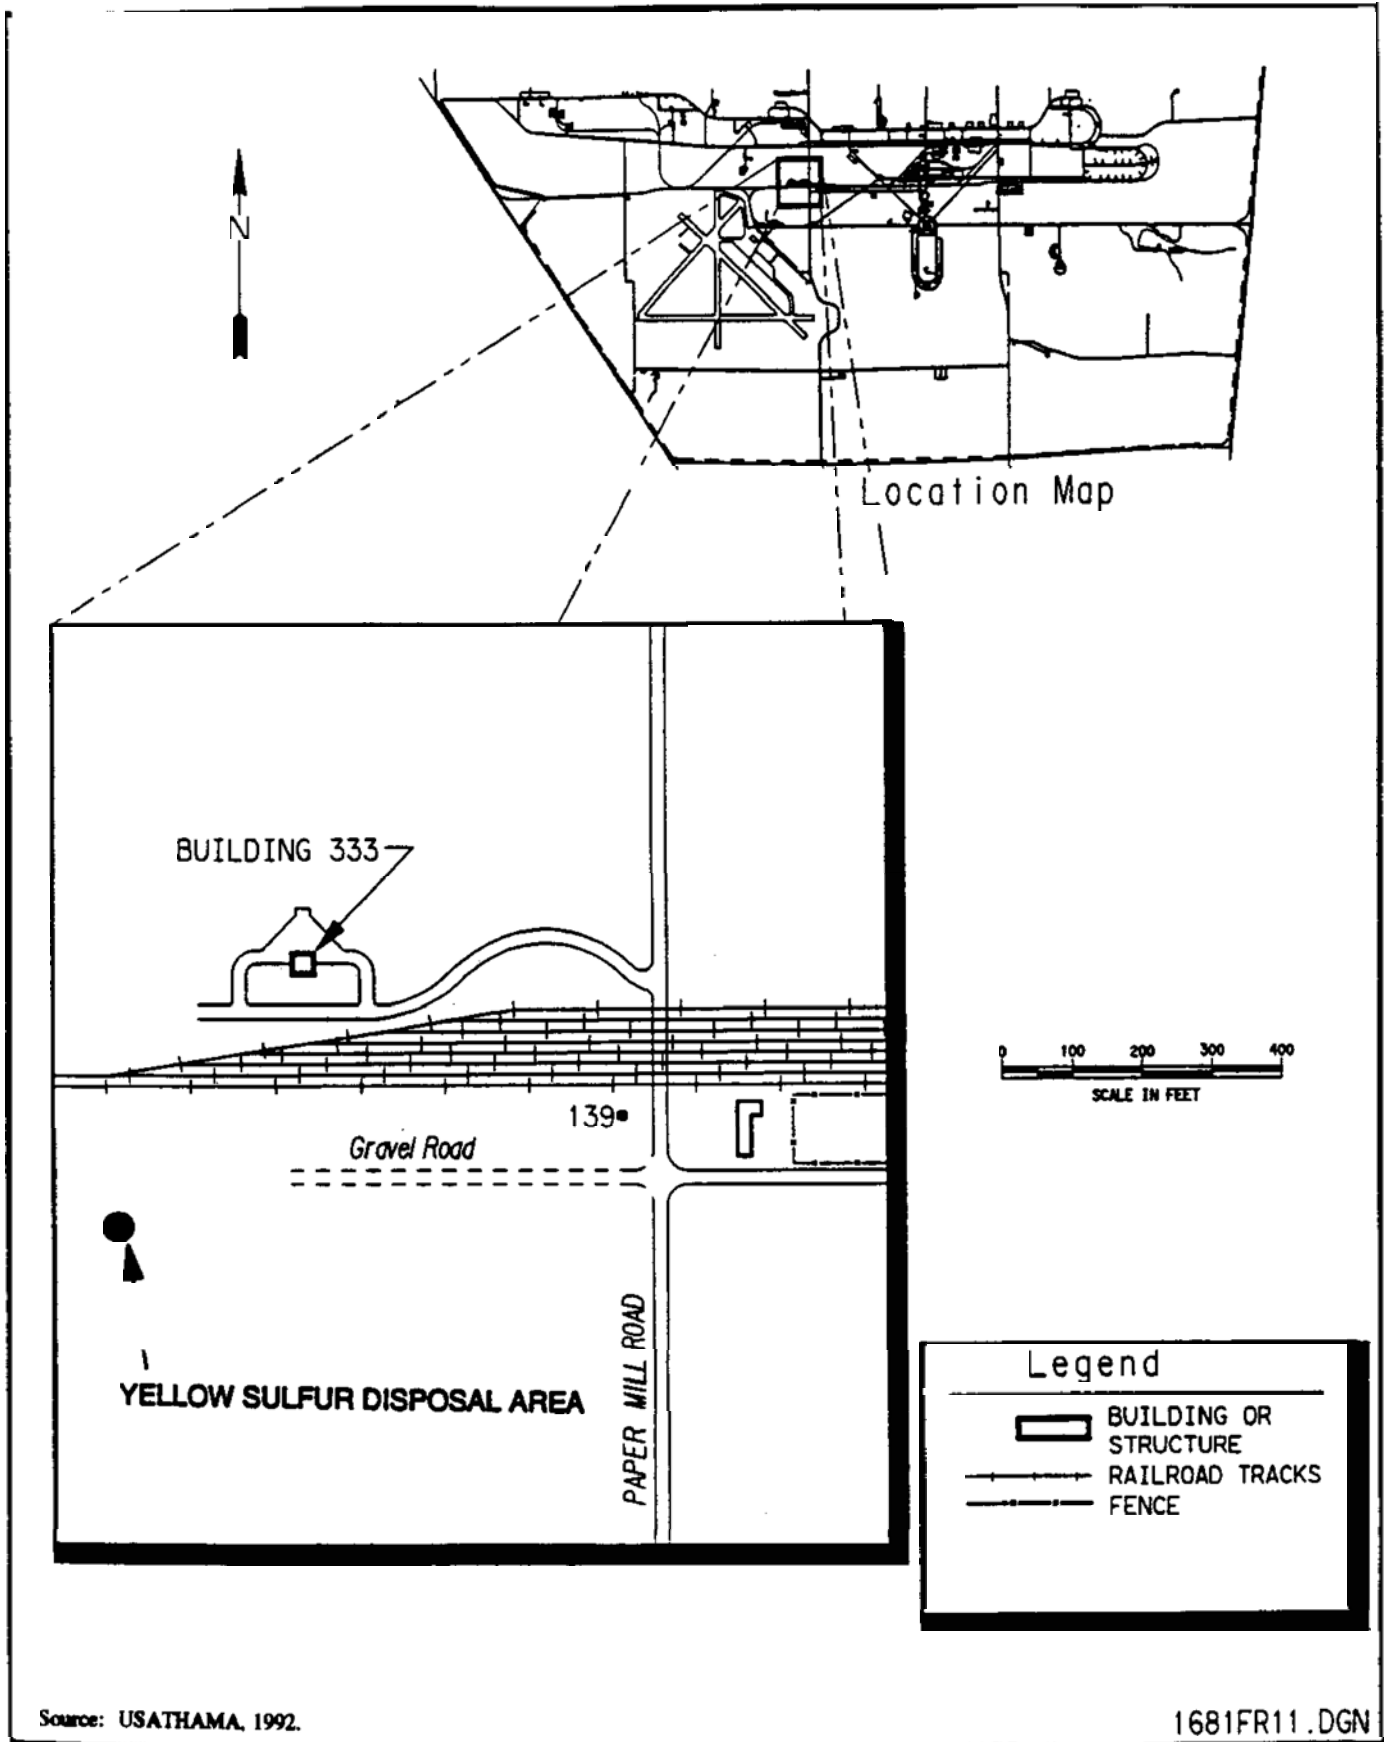 N
Location Map
BUILDING 333
0 100 200 300 400
SCALE IN FEET
139
Gravel Road
YELLOW SULFUR DISPOSAL AREA
PAPER MILL ROAD
Legend
BUILDING OR
STRUCTURE
RAILROAD TRACKS
FENCE
Source: USATHAMA, 1992.
1681FR11.DGN